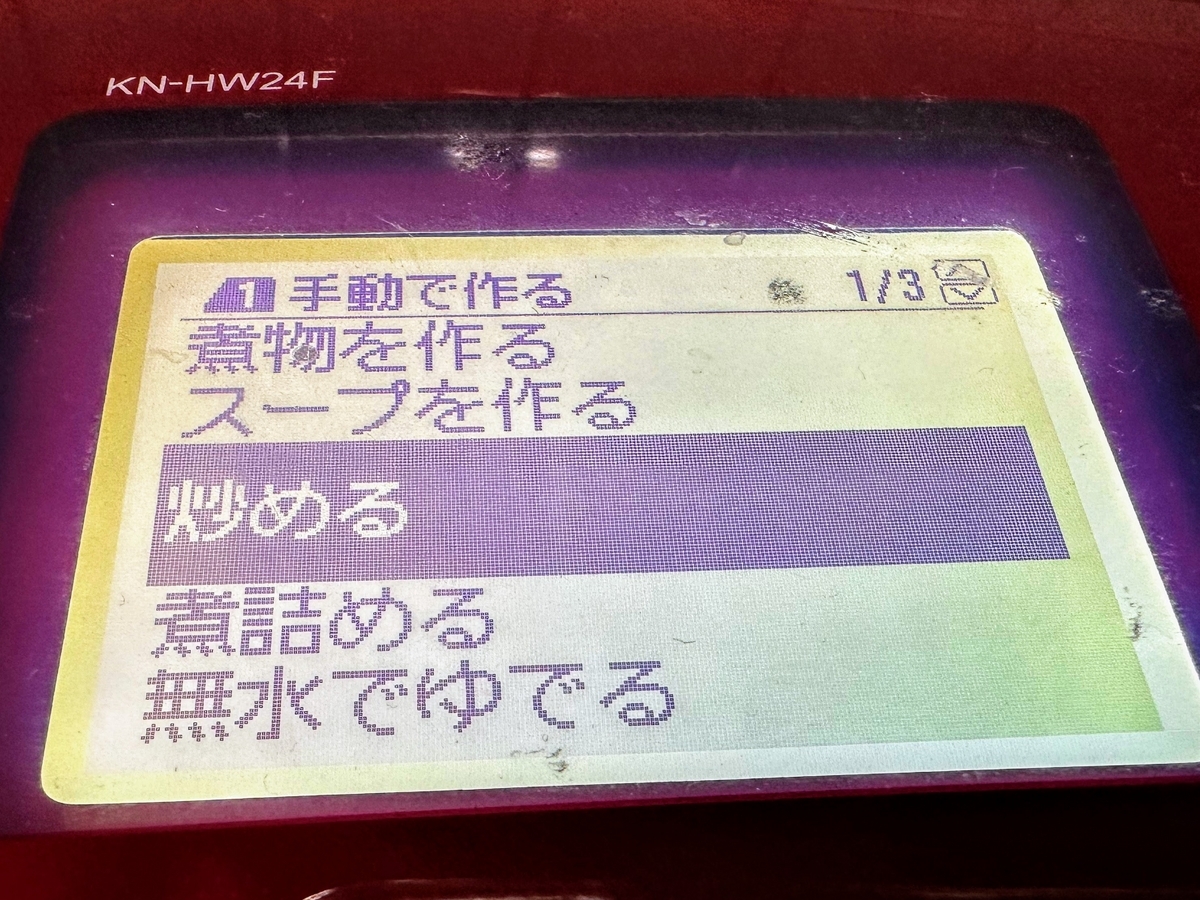 KN-HW24F
1 手動で作る 1/3
煮物を作る
スープを作る
炒める
煮詰める
無水でゆでる